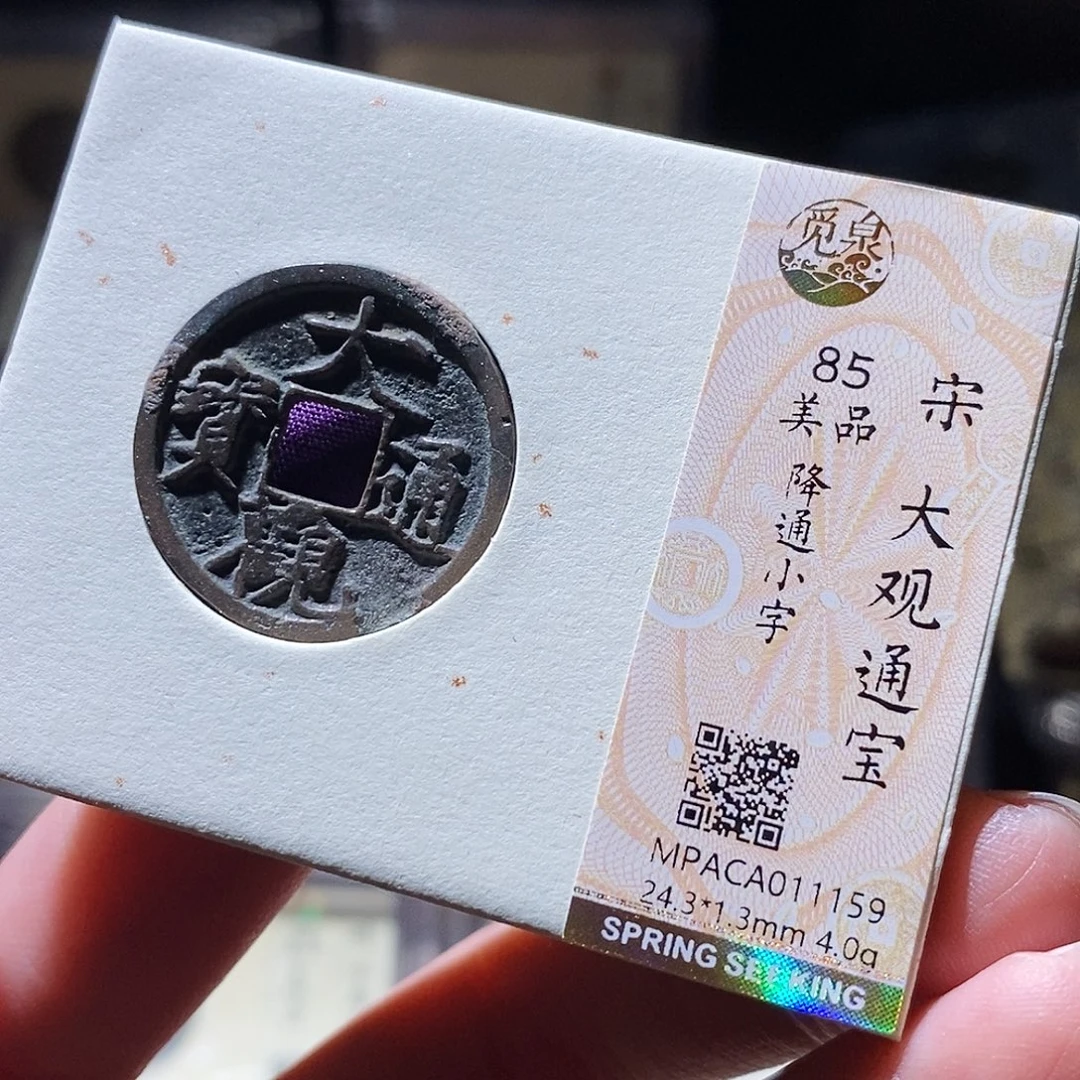 大
觀
通
寶
觅泉
85
美品
降通小字
宋 大观通宝
MPACA011159
24.3*1.3mm 4.0g
SPRING SEEKING